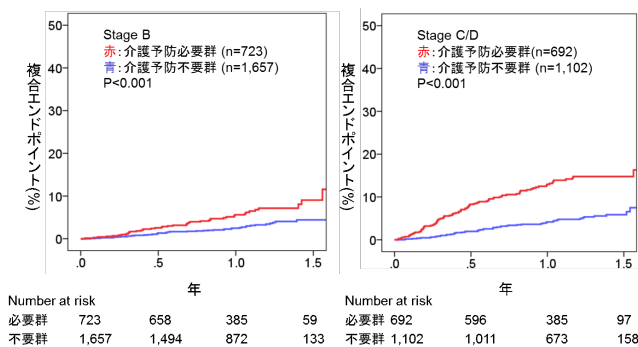 Stage B
赤:介護予防必要群 (n=723)
青:介護予防不要群 (n=1,657)
P<0.001
複合エンドポイント(%)
50
40
30
20
10
0
.0 .5 1.0 1.5
年
Number at risk
必要群 723 658 385 59
不要群 1,657 1,494 872 133
Stage C/D
赤:介護予防必要群(n=692)
青:介護予防不要群 (n=1,102)
P<0.001
複合エンドポイント(%)
50
40
30
20
10
0
.0 .5 1.0 1.5
年
Number at risk
必要群 692 596 385 97
不要群 1,102 1,011 673 158